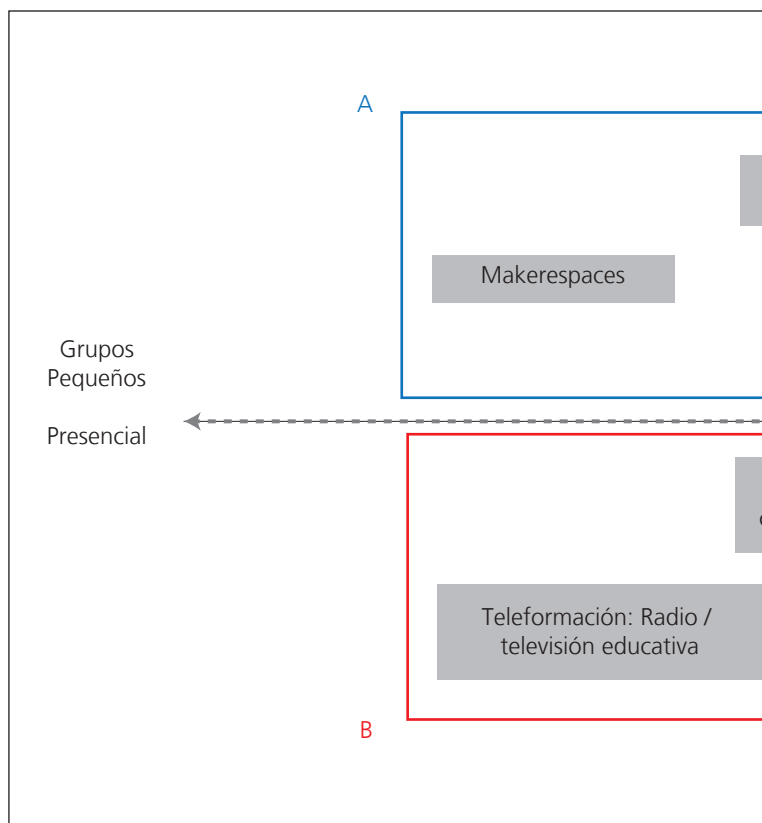 A
Makerespaces
Grupos
Pequeños
Presencial
Teleformación: Radio /
televisión educativa
B